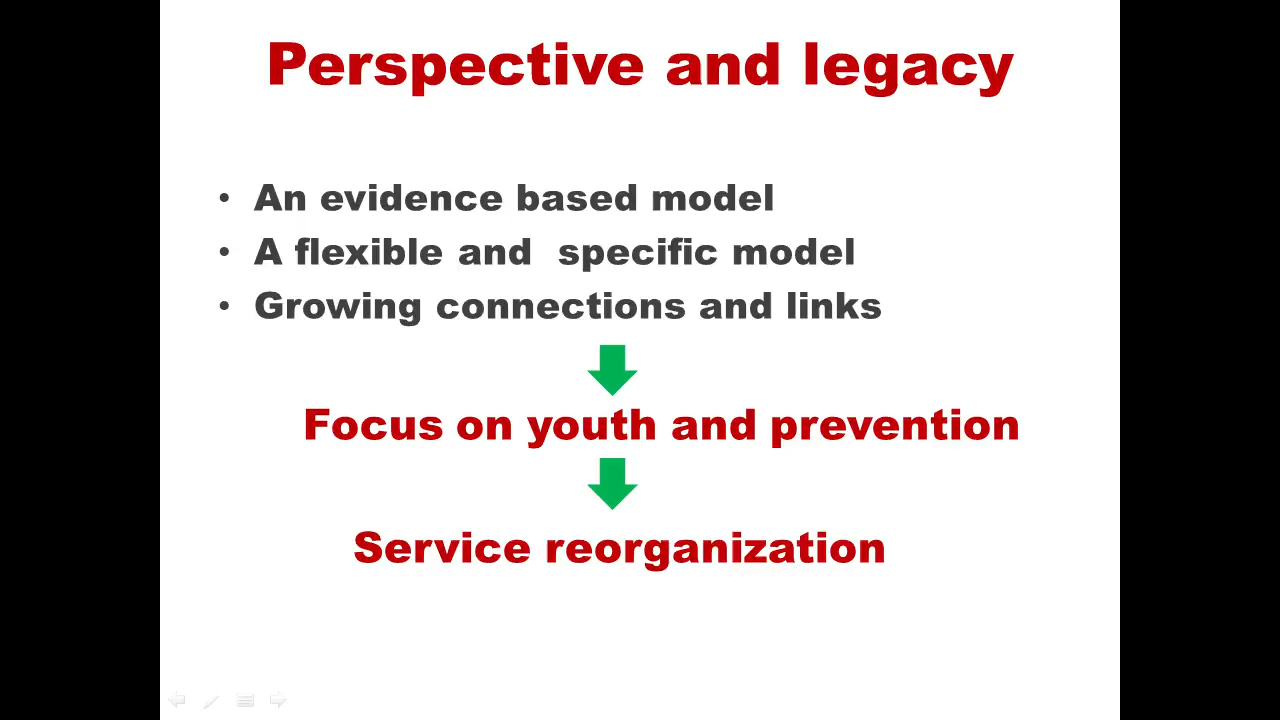 Perspective and legacy
• An evidence based model
• A flexible and  specific model
• Growing connections and links
Focus on youth and prevention
Service reorganization